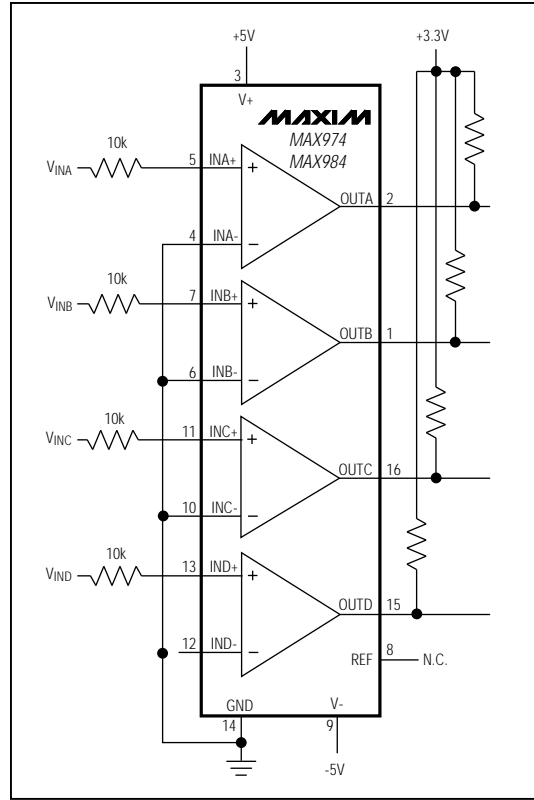 +5V
+3.3V
3
V+
MAXIM
MAX974
MAX984
10k
VINA
5 INA+
+
OUTA 2
4 INA-
−
10k
VINB
7 INB+
+
OUTB 1
6 INB-
−
10k
VINC
11 INC+
+
OUTC 16
10 INC-
−
10k
VIND
13 IND+
+
OUTD 15
12 IND-
−
REF 8 N.C.
GND
14
V-
9
-5V